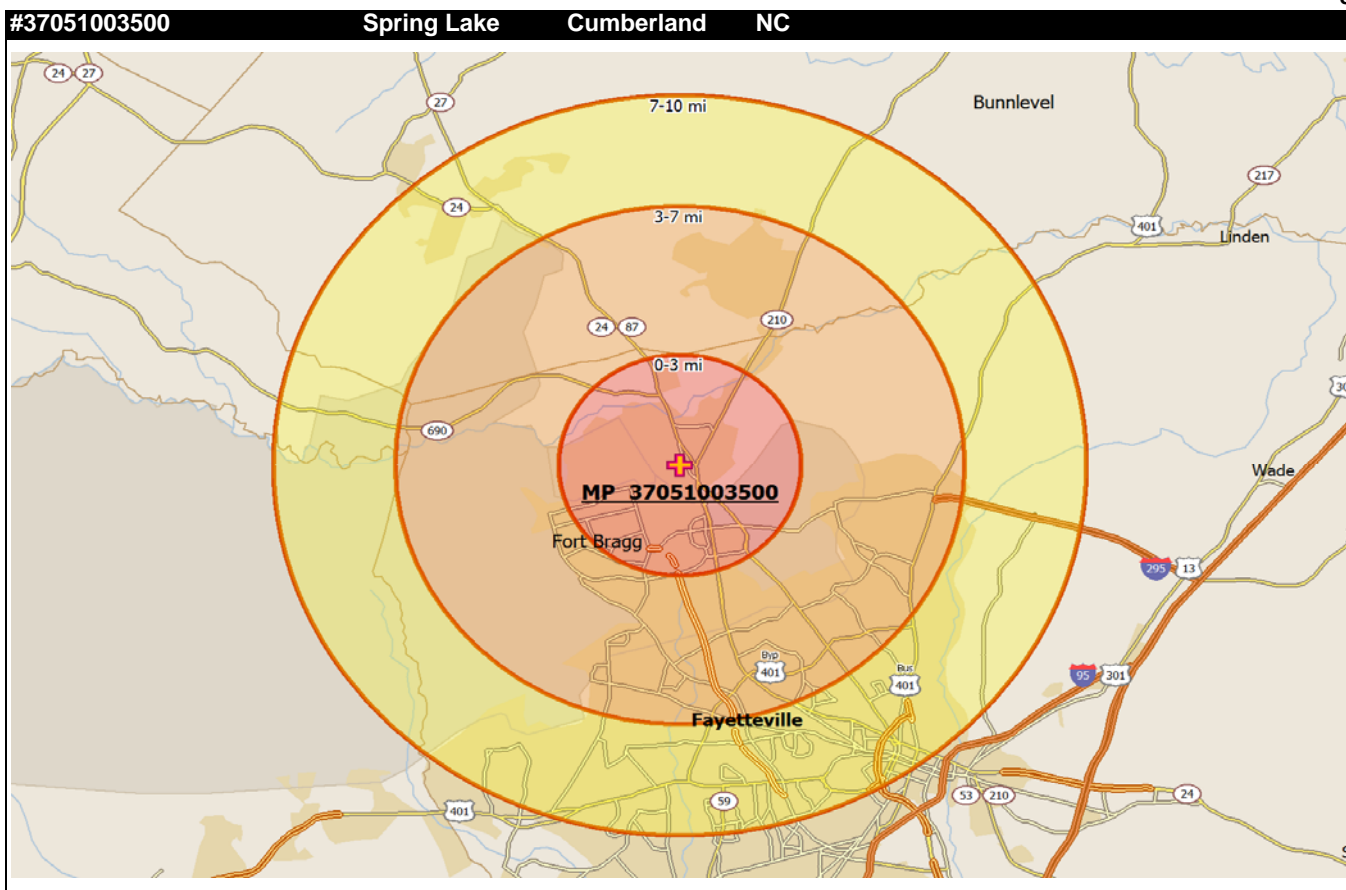 #37051003500 Spring Lake Cumberland NC
24 27
27
7-10 mi
Bunnlevel
217
24
3-7 mi
401
Linden
24 87
210
0-3 mi
690
Wade
MP 37051003500
Fort Bragg
295 13
Byp
401
Bus
401
95 301
Fayetteville
401
59
53 210
24